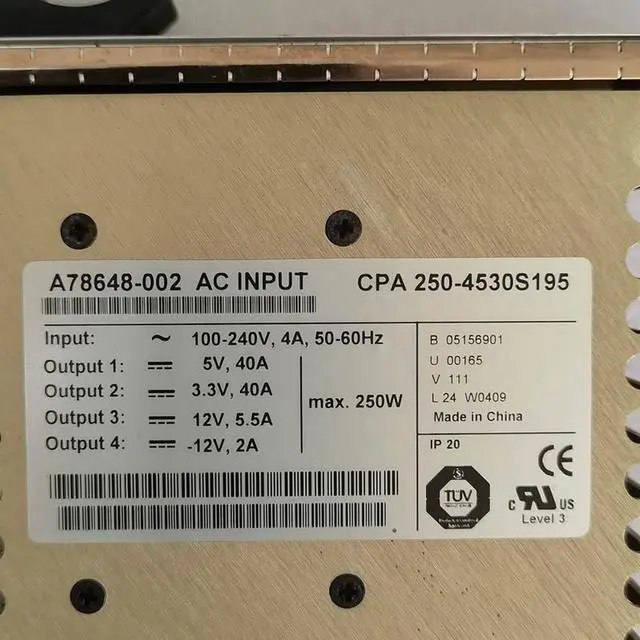 A78648-002 AC INPUT CPA 250-4530S195
Input: ~ 100-240V, 4A, 50-60Hz
Output 1: 5V, 40A
Output 2: 3.3V, 40A
Output 3: 12V, 5.5A
Output 4: -12V, 2A
max. 250W
B 05156901
U 00165
V 111
L 24 W0409
Made in China
IP 20
CE
TÜV
c RU US
Level 3